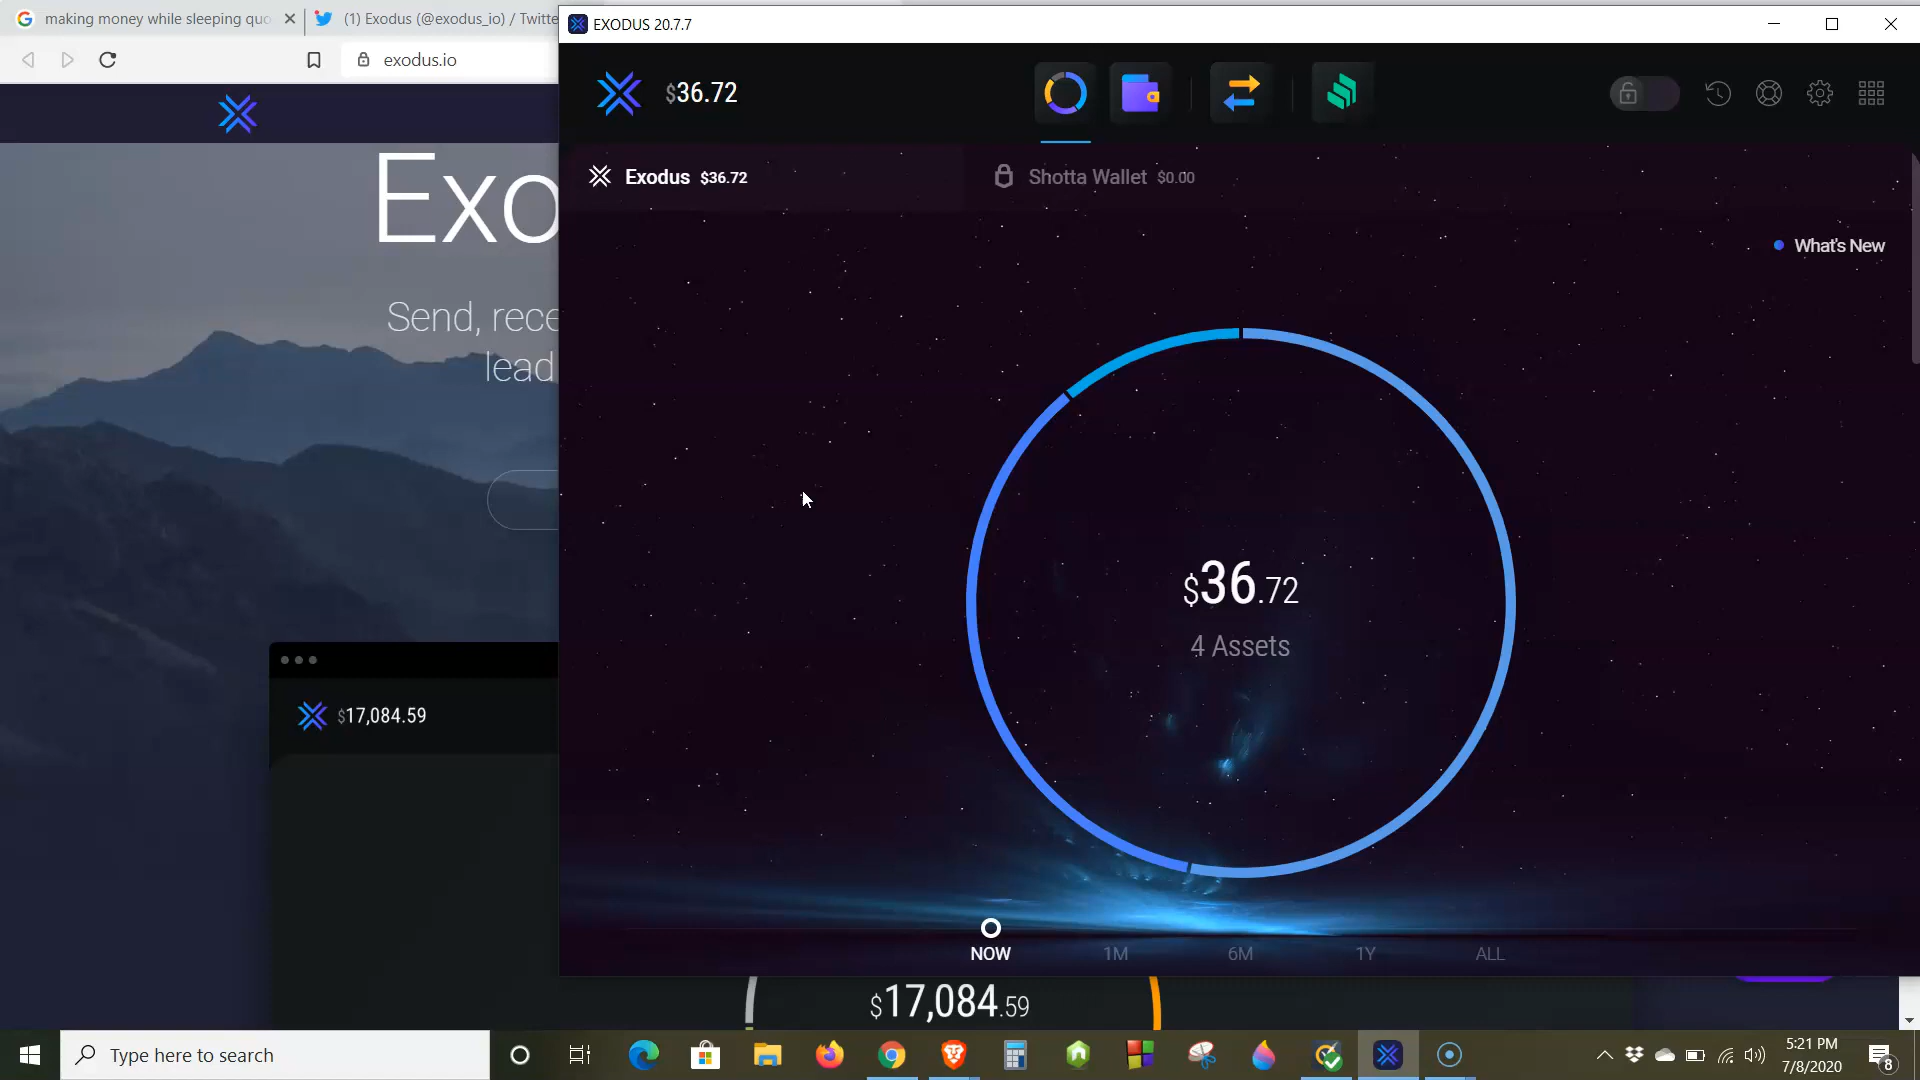 making money while sleeping quo
(1) Exodus (@exodus_io) / Twitte
exodus.io
Exo
Send, rece
lead
$17,084.59
EXODUS 20.7.7
$36.72
Exodus $36.72
Shotta Wallet $0.00
What's New
$36.72
4 Assets
NOW
1M
6M
1Y
ALL
$17,084.59
Type here to search
5:21 PM
7/8/2020
8